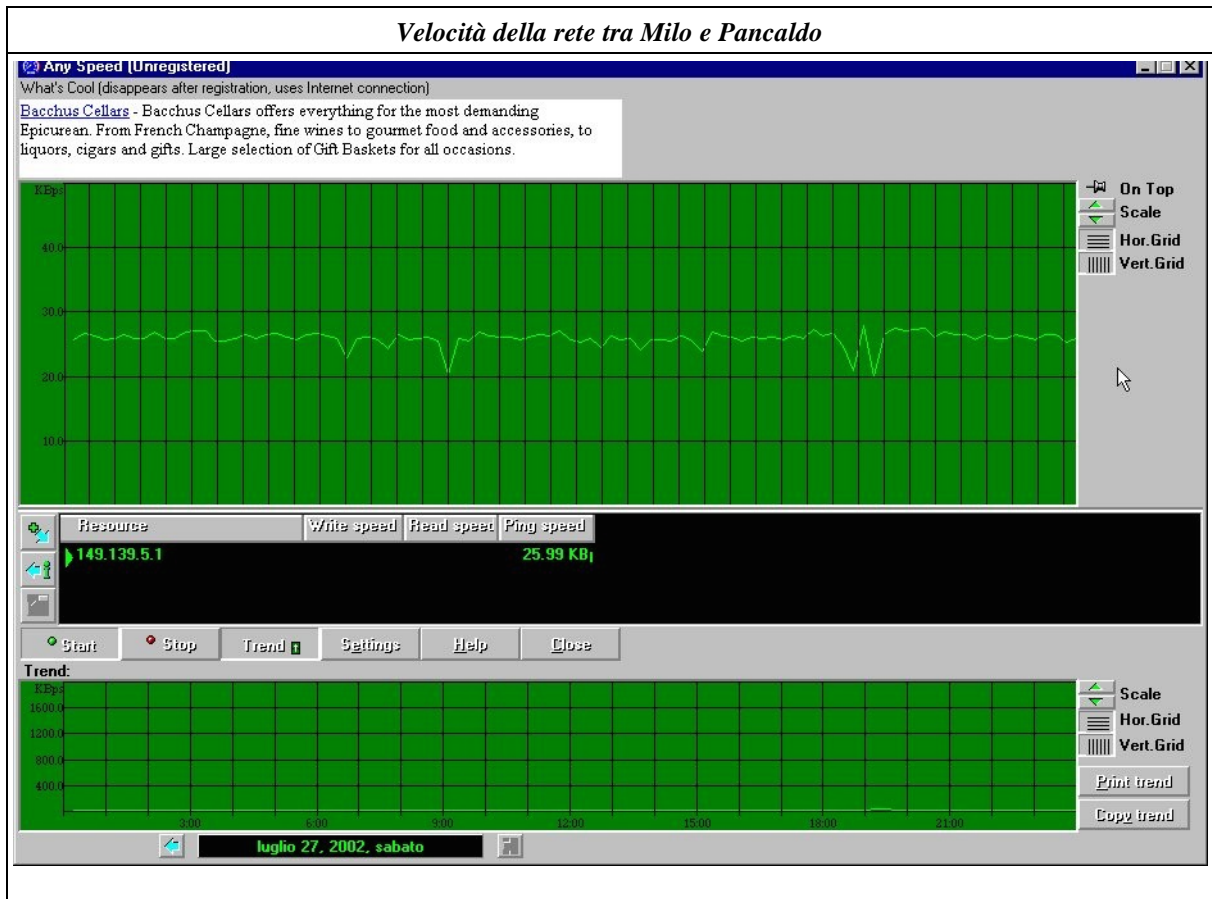 Velocità della rete tra Milo e Pancaldo
Any Speed (Unregistered)
What's Cool (disappears after registration, uses Internet connection)
Bacchus Cellars - Bacchus Cellars offers everything for the most demanding
Epicurean. From French Champagne, fine wines to gourmet food and accessories, to
liquors, cigars and gifts. Large selection of Gift Baskets for all occasions.
KBps
40.0
30.0
20.0
10.0
On Top
Scale
Hor.Grid
Vert.Grid
Resource Write speed Read speed Ping speed
149.139.5.1 25.99 KB
Start Stop Trend Settings Help Close
Trend:
KBps
1600.0
1200.0
800.0
400.0
3:00 6:00 9:00 12:00 15:00 18:00 21:00
Scale
Hor.Grid
Vert.Grid
Print trend
Copy trend
luglio 27, 2002, sabato